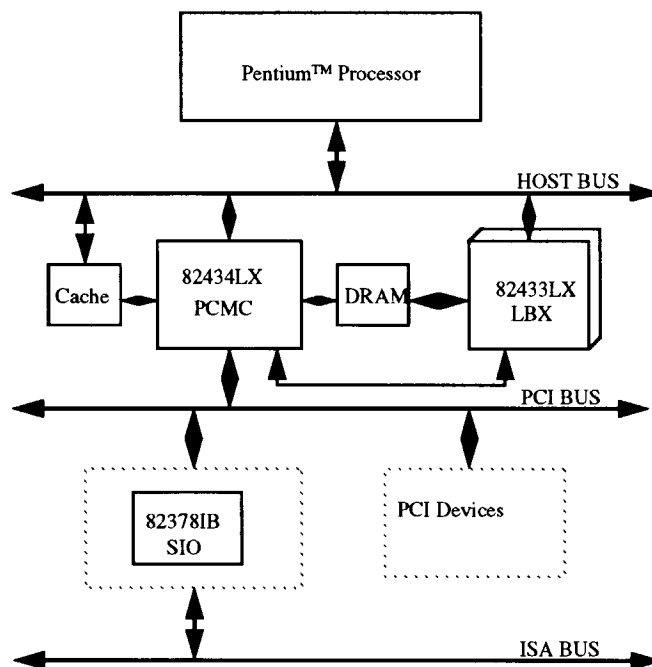 Pentium™ Processor
HOST BUS
Cache
82434LX
PCMC
DRAM
82433LX
LBX
PCI BUS
82378IB
SIO
PCI Devices
ISA BUS